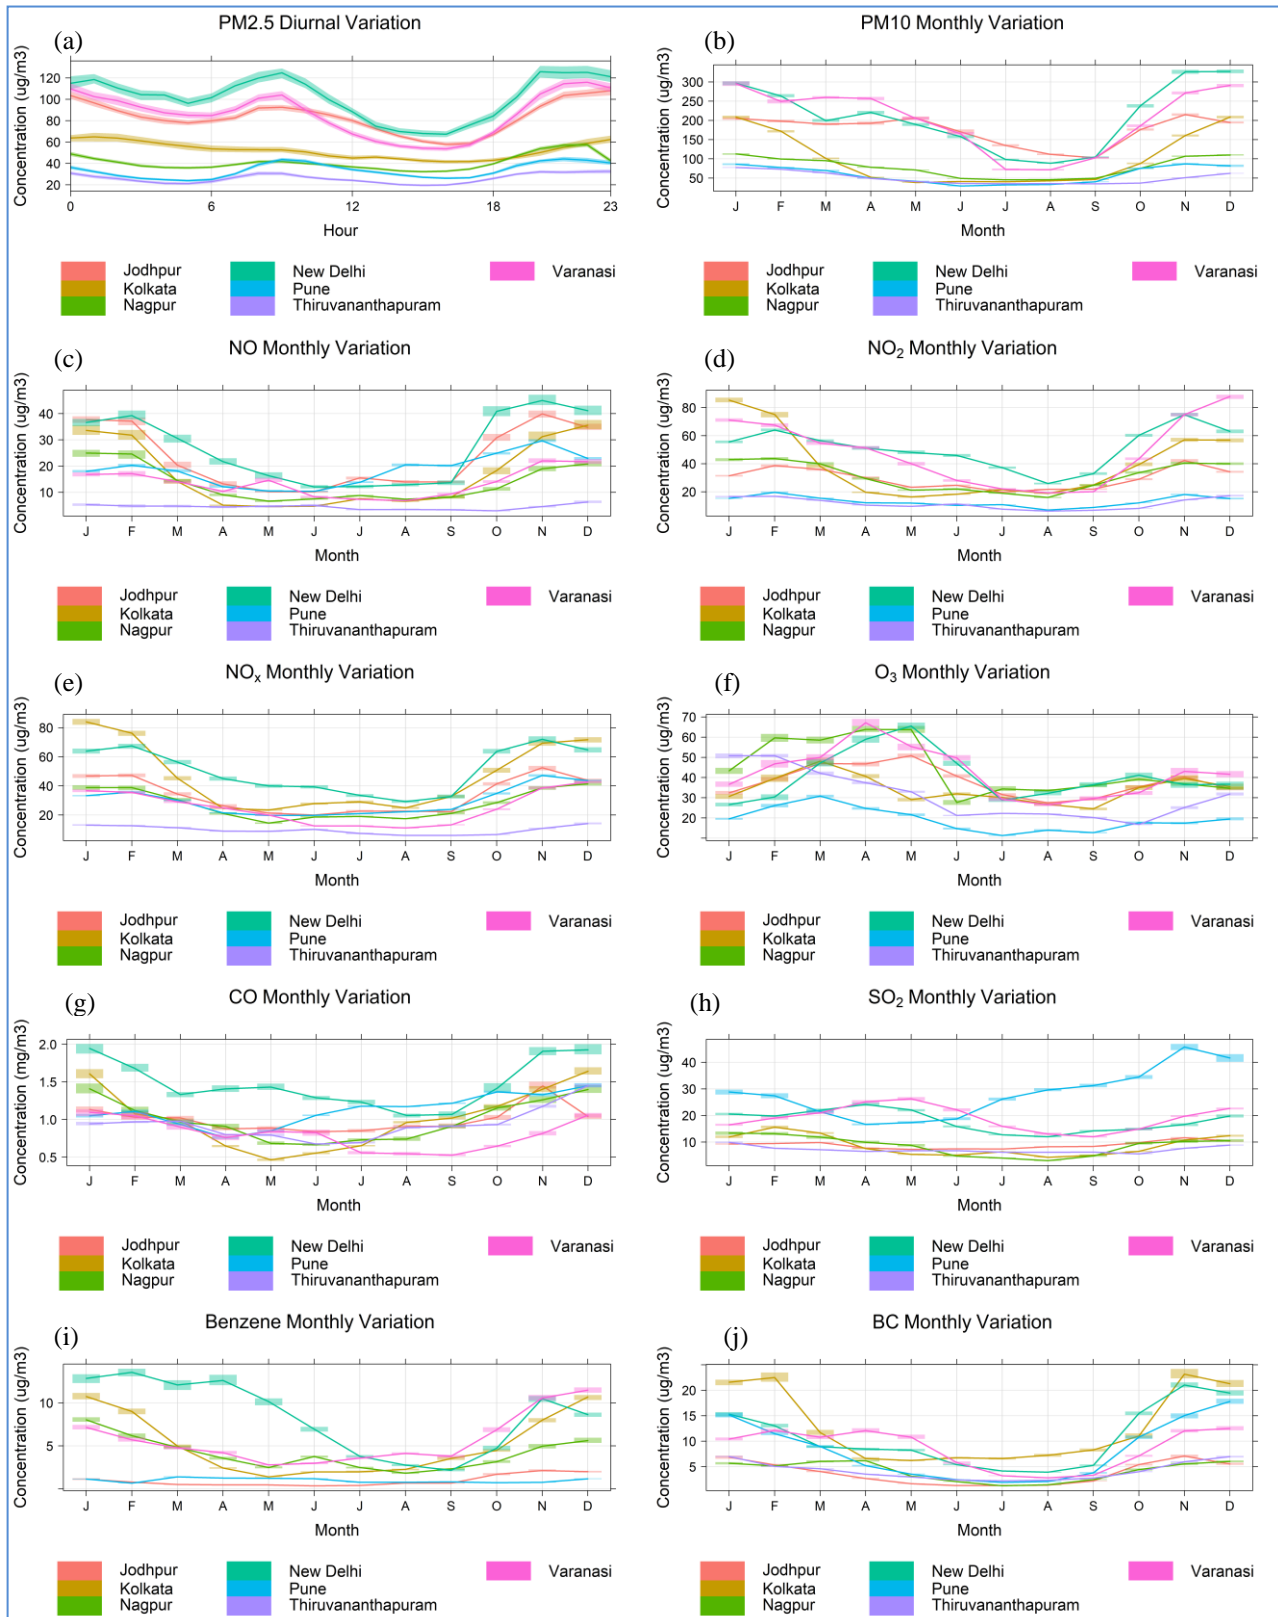 PM2.5 Diurnal Variation
(a)
Concentration (ug/m3)
120
100
80
60
40
20
0 6 12 18 23
Hour
Jodhpur New Delhi Varanasi
Kolkata Pune
Nagpur Thiruvananthapuram
PM10 Monthly Variation
(b)
Concentration (ug/m3)
300
250
200
150
100
50
J F M A M J J A S O N D
Month
Jodhpur New Delhi Varanasi
Kolkata Pune
Nagpur Thiruvananthapuram
NO Monthly Variation
(c)
Concentration (ug/m3)
40
30
20
10
J F M A M J J A S O N D
Month
Jodhpur New Delhi Varanasi
Kolkata Pune
Nagpur Thiruvananthapuram
NO₂ Monthly Variation
(d)
Concentration (ug/m3)
80
60
40
20
J F M A M J J A S O N D
Month
Jodhpur New Delhi Varanasi
Kolkata Pune
Nagpur Thiruvananthapuram
NOₓ Monthly Variation
(e)
Concentration (ug/m3)
80
60
40
20
J F M A M J J A S O N D
Month
Jodhpur New Delhi Varanasi
Kolkata Pune
Nagpur Thiruvananthapuram
O₃ Monthly Variation
(f)
Concentration (ug/m3)
70
60
50
40
30
20
J F M A M J J A S O N D
Month
Jodhpur New Delhi Varanasi
Kolkata Pune
Nagpur Thiruvananthapuram
CO Monthly Variation
(g)
Concentration (mg/m3)
2.0
1.5
1.0
0.5
J F M A M J J A S O N D
Month
Jodhpur New Delhi Varanasi
Kolkata Pune
Nagpur Thiruvananthapuram
SO₂ Monthly Variation
(h)
Concentration (ug/m3)
40
30
20
10
J F M A M J J A S O N D
Month
Jodhpur New Delhi Varanasi
Kolkata Pune
Nagpur Thiruvananthapuram
Benzene Monthly Variation
(i)
Concentration (ug/m3)
10
5
J F M A M J J A S O N D
Month
Jodhpur New Delhi Varanasi
Kolkata Pune
Nagpur Thiruvananthapuram
BC Monthly Variation
(j)
Concentration (ug/m3)
20
15
10
5
J F M A M J J A S O N D
Month
Jodhpur New Delhi Varanasi
Kolkata Pune
Nagpur Thiruvananthapuram